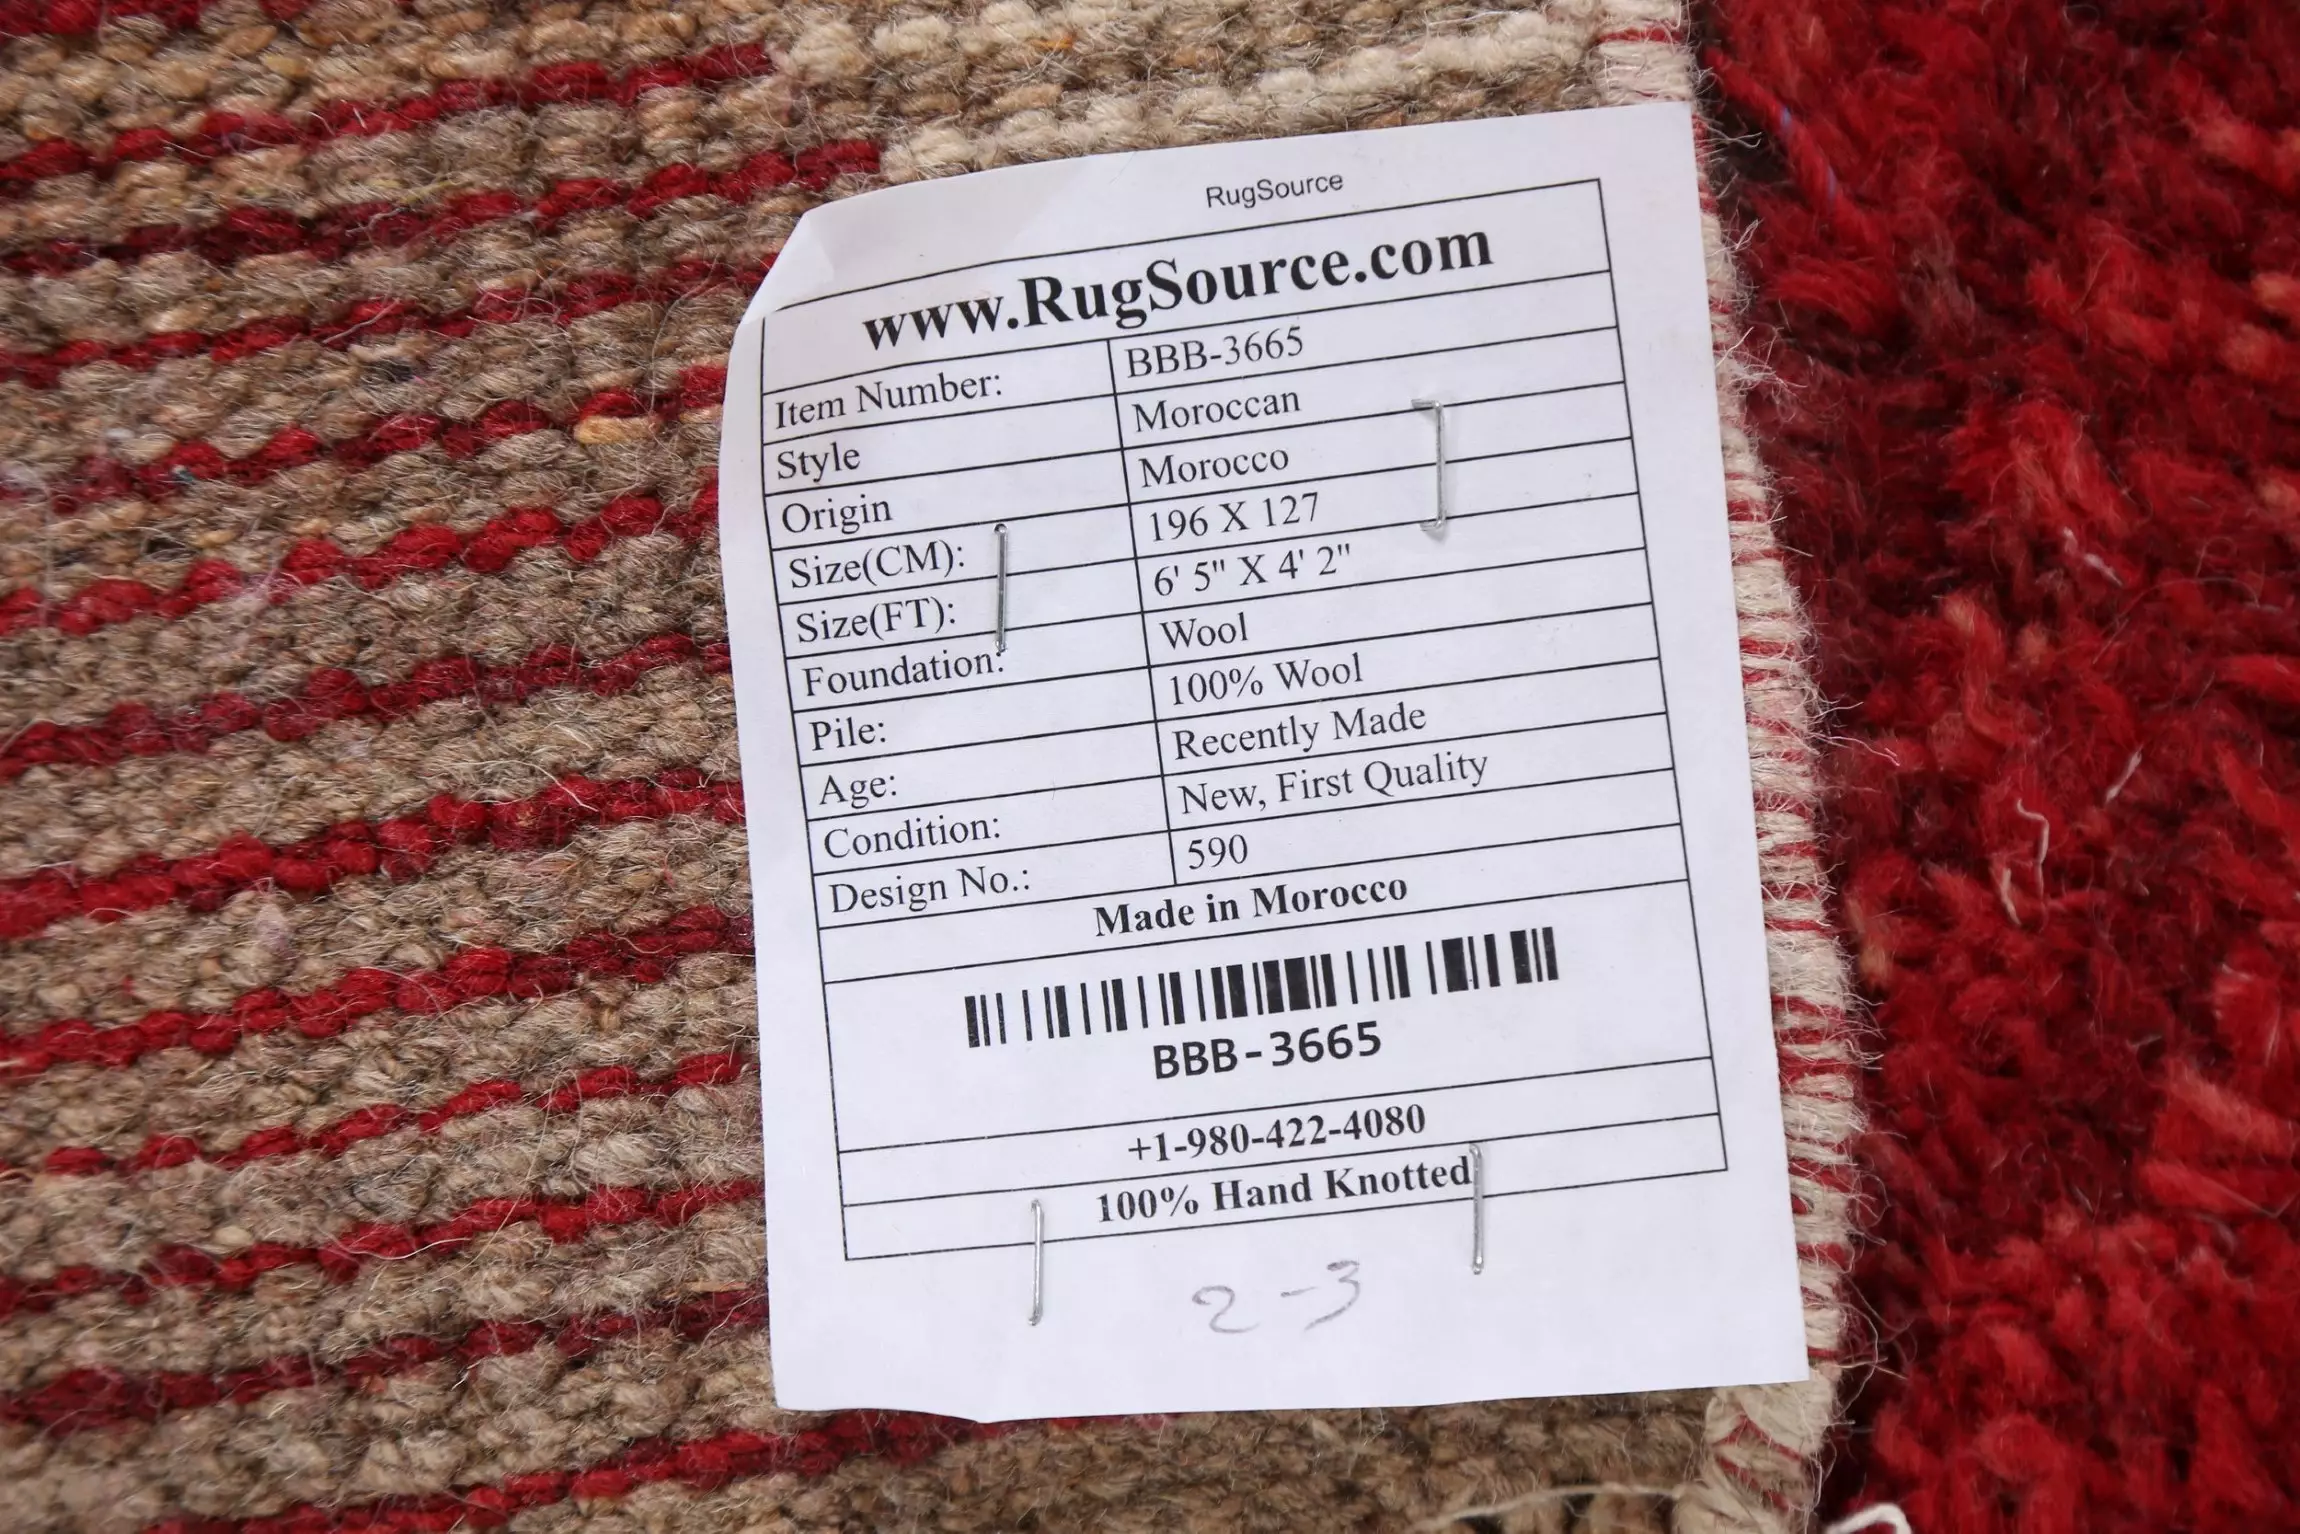 RugSource
www.RugSource.com
Item Number: BBB-3665
Style Moroccan
Origin Morocco
Size(CM): 196 X 127
Size(FT): 6' 5" X 4' 2"
Foundation: Wool
Pile: 100% Wool
Age: Recently Made
Condition: New, First Quality
Design No.: 590
Made in Morocco
BBB-3665
+1-980-422-4080
100% Hand Knotted
2-3